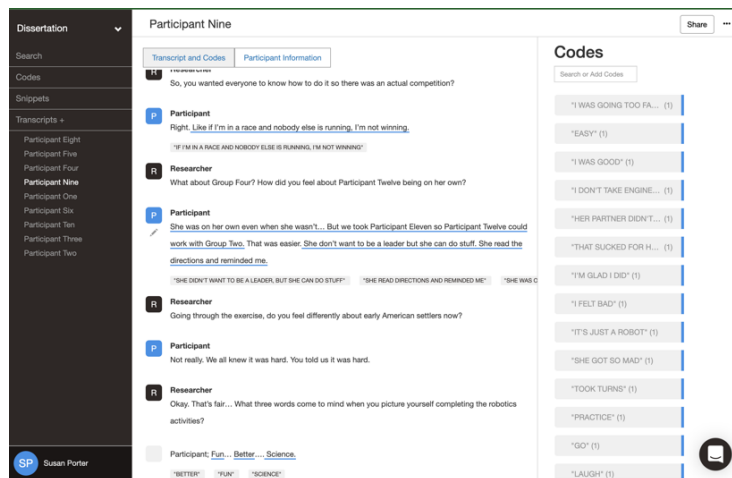 Dissertation
Search
Codes
Snippets
Transcripts +
Participant Eight
Participant Five
Participant Four
Participant Nine
Participant One
Participant Six
Participant Ten
Participant Three
Participant Two
SP
Susan Porter
Participant Nine
Share
Transcript and Codes
Participant Information
R
Researcher
So, you wanted everyone to know how to do it so there was an actual competition?
P
Participant
Right. Like if I'm in a race and nobody else is running, I'm not winning.
"IF I'M IN A RACE AND NOBODY ELSE IS RUNNING, I'M NOT WINNING"
R
Researcher
What about Group Four? How did you feel about Participant Twelve being on her own?
P
Participant
She was on her own even when she wasn't... But we took Participant Eleven so Participant Twelve could
work with Group Two. That was easier. She don't want to be a leader but she can do stuff. She read the
directions and reminded me.
"SHE DIDN'T WANT TO BE A LEADER, BUT SHE CAN DO STUFF" "SHE READ DIRECTIONS AND REMINDED ME" "SHE WAS O
R
Researcher
Going through the exercise, do you feel differently about early American settlers now?
P
Participant
Not really. We all knew it was hard. You told us it was hard.
R
Researcher
Okay. That's fair... What three words come to mind when you picture yourself completing the robotics
activities?
Participant; Fun... Better.... Science.
"BETTER" "FUN" "SCIENCE"
Codes
Search or Add Codes
"I WAS GOING TOO FA... (1)
"EASY" (1)
"I WAS GOOD" (1)
"I DON'T TAKE ENGINE... (1)
"HER PARTNER DIDN'T... (1)
"THAT SUCKED FOR H... (1)
"I'M GLAD I DID" (1)
"I FELT BAD" (1)
"IT'S JUST A ROBOT" (1)
"SHE GOT SO MAD" (1)
"TOOK TURNS" (1)
"PRACTICE" (1)
"GO" (1)
"LAUGH" (1)